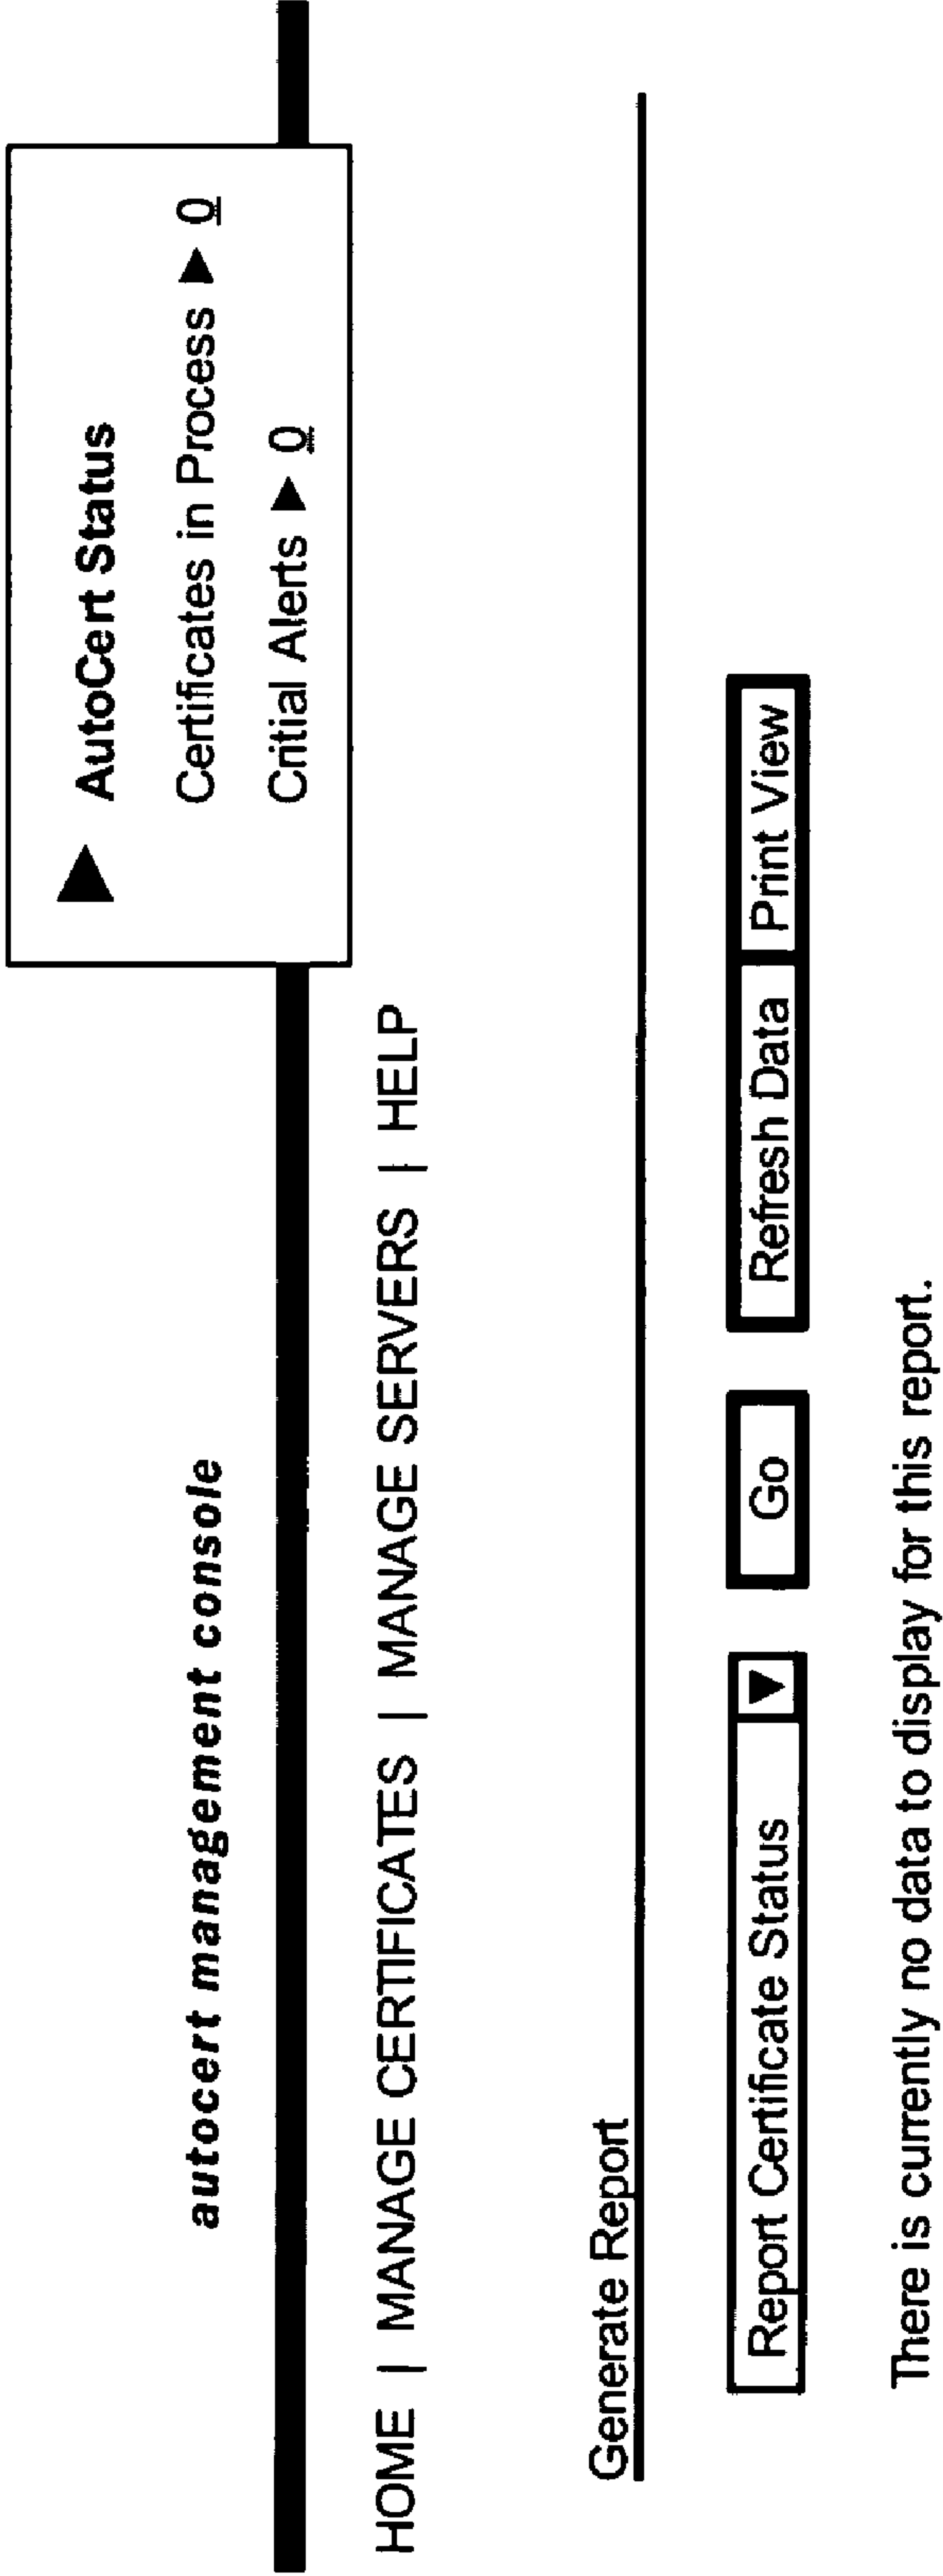 autocert management console
AutoCert Status
Certificates in Process ▶ 0
Critial Alerts ▶ 0
HOME | MANAGE CERTIFICATES | MANAGE SERVERS | HELP
Generate Report
Report Certificate Status ▼ Go Refresh Data | Print View
There is currently no data to display for this report.